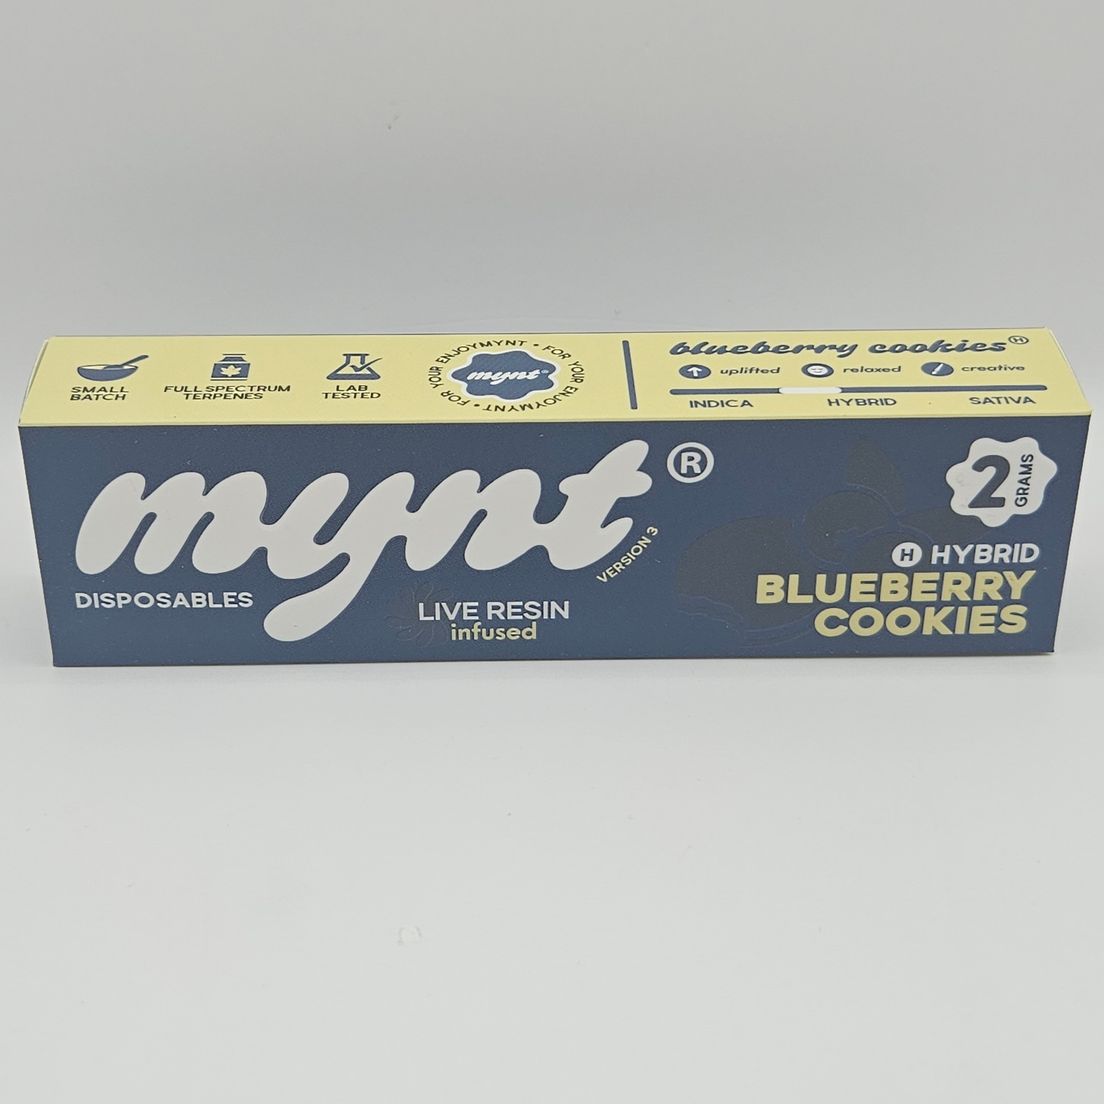 SMALL
BATCH
FULL SPECTRUM
TERPENES
LAB
TESTED
FOR YOUR ENJOYMYNT • FOR YOUR ENJOYMYNT •
mynt®
blueberry cookies H
uplifted
relaxed
creative
INDICA
HYBRID
SATIVA
mynt®
VERSION 3
DISPOSABLES
LIVE RESIN
infused
2
GRAMS
H HYBRID
BLUEBERRY
COOKIES